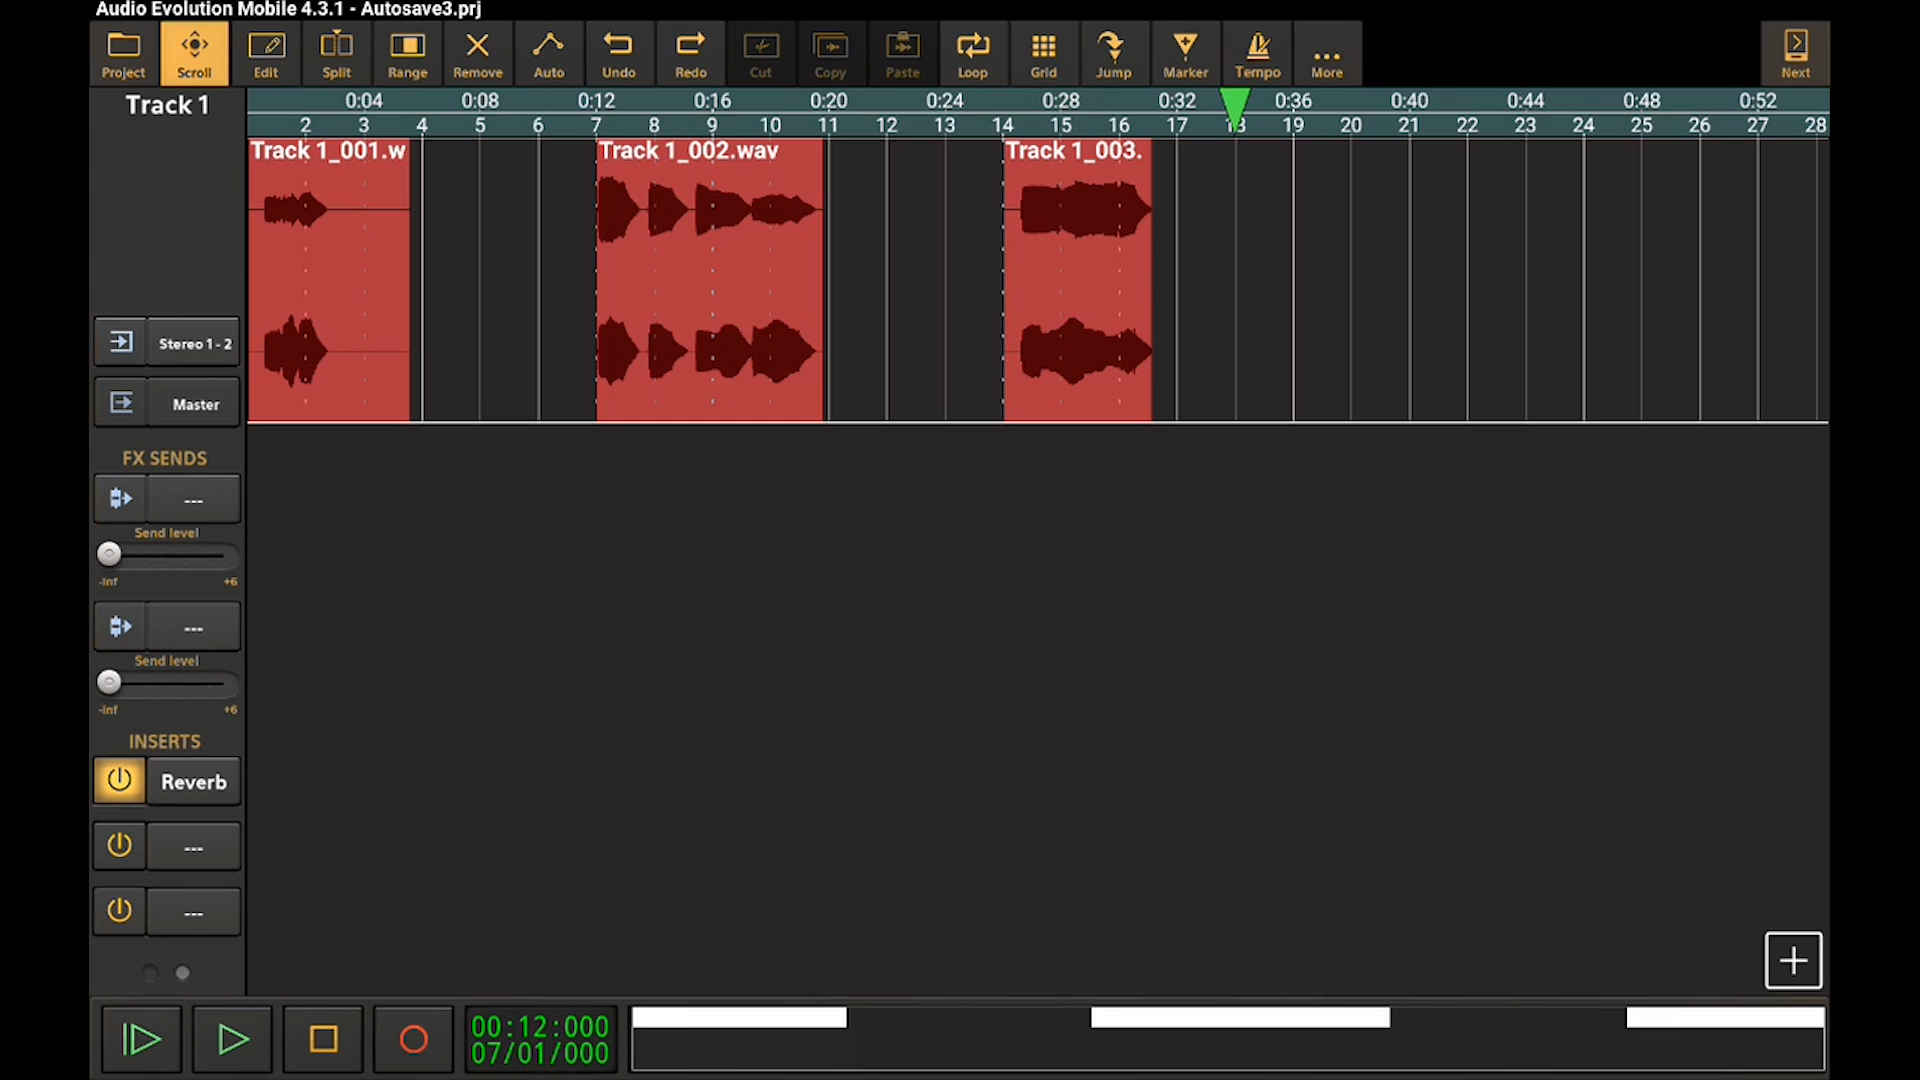 Audio Evolution Mobile 4.3.1 - Autosave3.prj
Project Scroll Edit Split Range Remove Auto Undo Redo Cut Copy Paste Loop Grid Jump Marker Tempo More Next
Track 1
0:04 0:08 0:12 0:16 0:20 0:24 0:28 0:32 0:36 0:40 0:44 0:48 0:52
2 3 4 5 6 7 8 9 10 11 12 13 14 15 16 17 18 19 20 21 22 23 24 25 26 27 28
Track 1_001.w Track 1_002.wav Track 1_003.
Stereo 1 - 2
Master
FX SENDS
---
Send level
-Inf +6
---
Send level
-Inf +6
INSERTS
Reverb
---
---
00:12:000
07/01/000